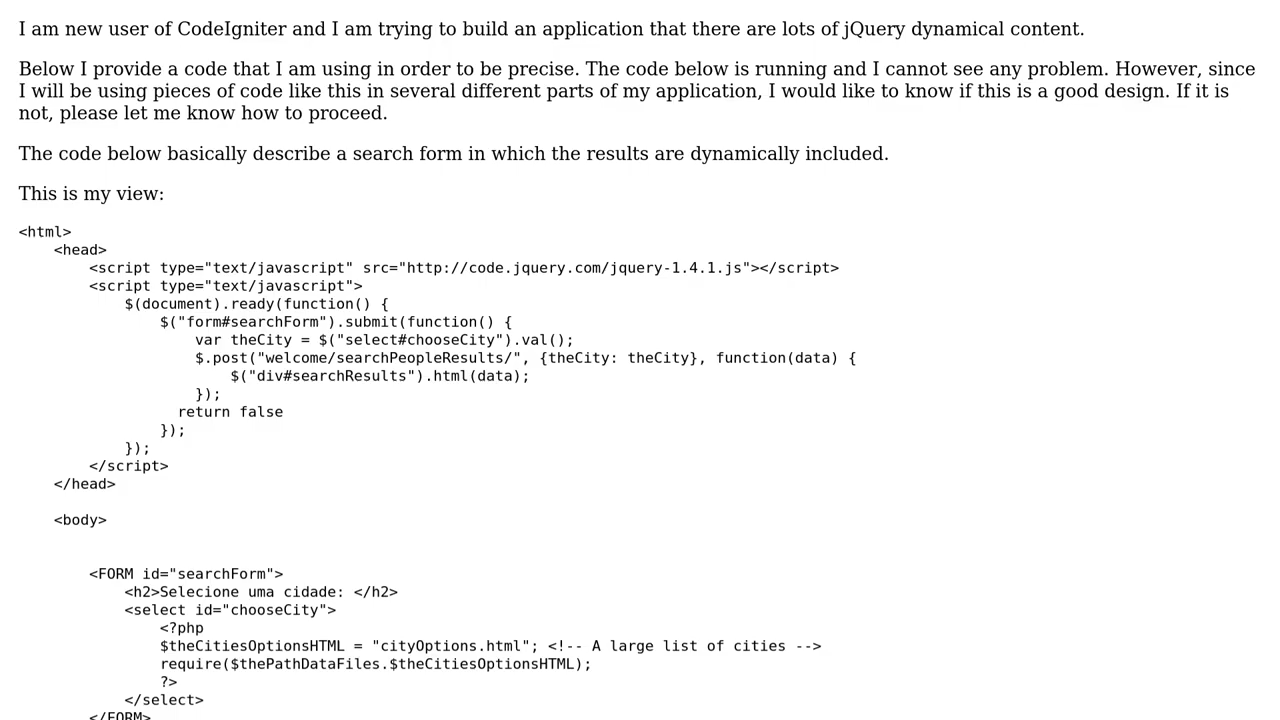 I am new user of CodeIgniter and I am trying to build an application that there are lots of jQuery dynamical content.
Below I provide a code that I am using in order to be precise. The code below is running and I cannot see any problem. However, since
I will be using pieces of code like this in several different parts of my application, I would like to know if this is a good design. If it is
not, please let me know how to proceed.
The code below basically describe a search form in which the results are dynamically included.
This is my view:
<html>
    <head>
        <script type="text/javascript" src="http://code.jquery.com/jquery-1.4.1.js"></script>
        <script type="text/javascript">
            $(document).ready(function() {
                $("form#searchForm").submit(function() {
                    var theCity = $("select#chooseCity").val();
                    $.post("welcome/searchPeopleResults/", {theCity: theCity}, function(data) {
                        $("div#searchResults").html(data);
                    });
                  return false
                });
            });
        </script>
    </head>
    <body>
        <FORM id="searchForm">
            <h2>Selecione uma cidade: </h2>
            <select id="chooseCity">
                <?php
                $theCitiesOptionsHTML = "cityOptions.html"; <!-- A large list of cities -->
                require($thePathDataFiles.$theCitiesOptionsHTML);
                ?>
            </select>
        </FORM>